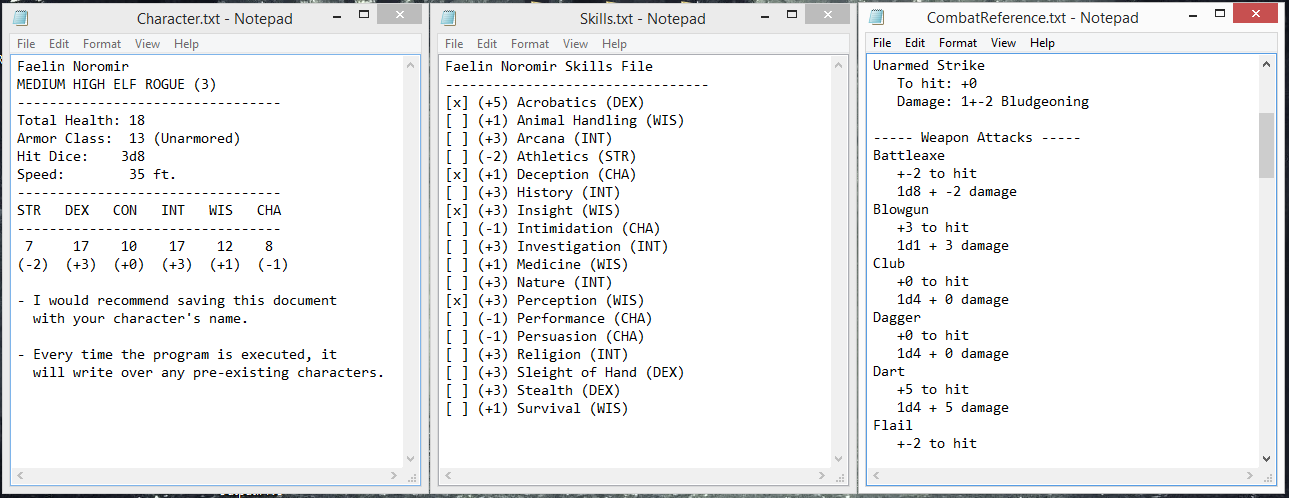 Character.txt - Notepad
File Edit Format View Help
Faelin Noromir
MEDIUM HIGH ELF ROGUE (3)
---------------------------------
Total Health: 18
Armor Class:  13 (Unarmored)
Hit Dice:    3d8
Speed:        35 ft.
---------------------------------
STR   DEX   CON   INT   WIS   CHA
---------------------------------
 7     17    10    17    12    8
(-2)  (+3)  (+0)  (+3)  (+1)  (-1)
- I would recommend saving this document
  with your character's name.
- Every time the program is executed, it
  will write over any pre-existing characters.
Skills.txt - Notepad
File Edit Format View Help
Faelin Noromir Skills File
---------------------------------
[x] (+5) Acrobatics (DEX)
[ ] (+1) Animal Handling (WIS)
[ ] (+3) Arcana (INT)
[ ] (-2) Athletics (STR)
[x] (+1) Deception (CHA)
[ ] (+3) History (INT)
[x] (+3) Insight (WIS)
[ ] (-1) Intimidation (CHA)
[ ] (+3) Investigation (INT)
[ ] (+1) Medicine (WIS)
[ ] (+3) Nature (INT)
[x] (+3) Perception (WIS)
[ ] (-1) Performance (CHA)
[ ] (-1) Persuasion (CHA)
[ ] (+3) Religion (INT)
[ ] (+3) Sleight of Hand (DEX)
[ ] (+3) Stealth (DEX)
[ ] (+1) Survival (WIS)
CombatReference.txt - Notepad
File Edit Format View Help
Unarmed Strike
   To hit: +0
   Damage: 1+-2 Bludgeoning
----- Weapon Attacks -----
Battleaxe
   +-2 to hit
   1d8 + -2 damage
Blowgun
   +3 to hit
   1d1 + 3 damage
Club
   +0 to hit
   1d4 + 0 damage
Dagger
   +0 to hit
   1d4 + 0 damage
Dart
   +5 to hit
   1d4 + 5 damage
Flail
   +-2 to hit